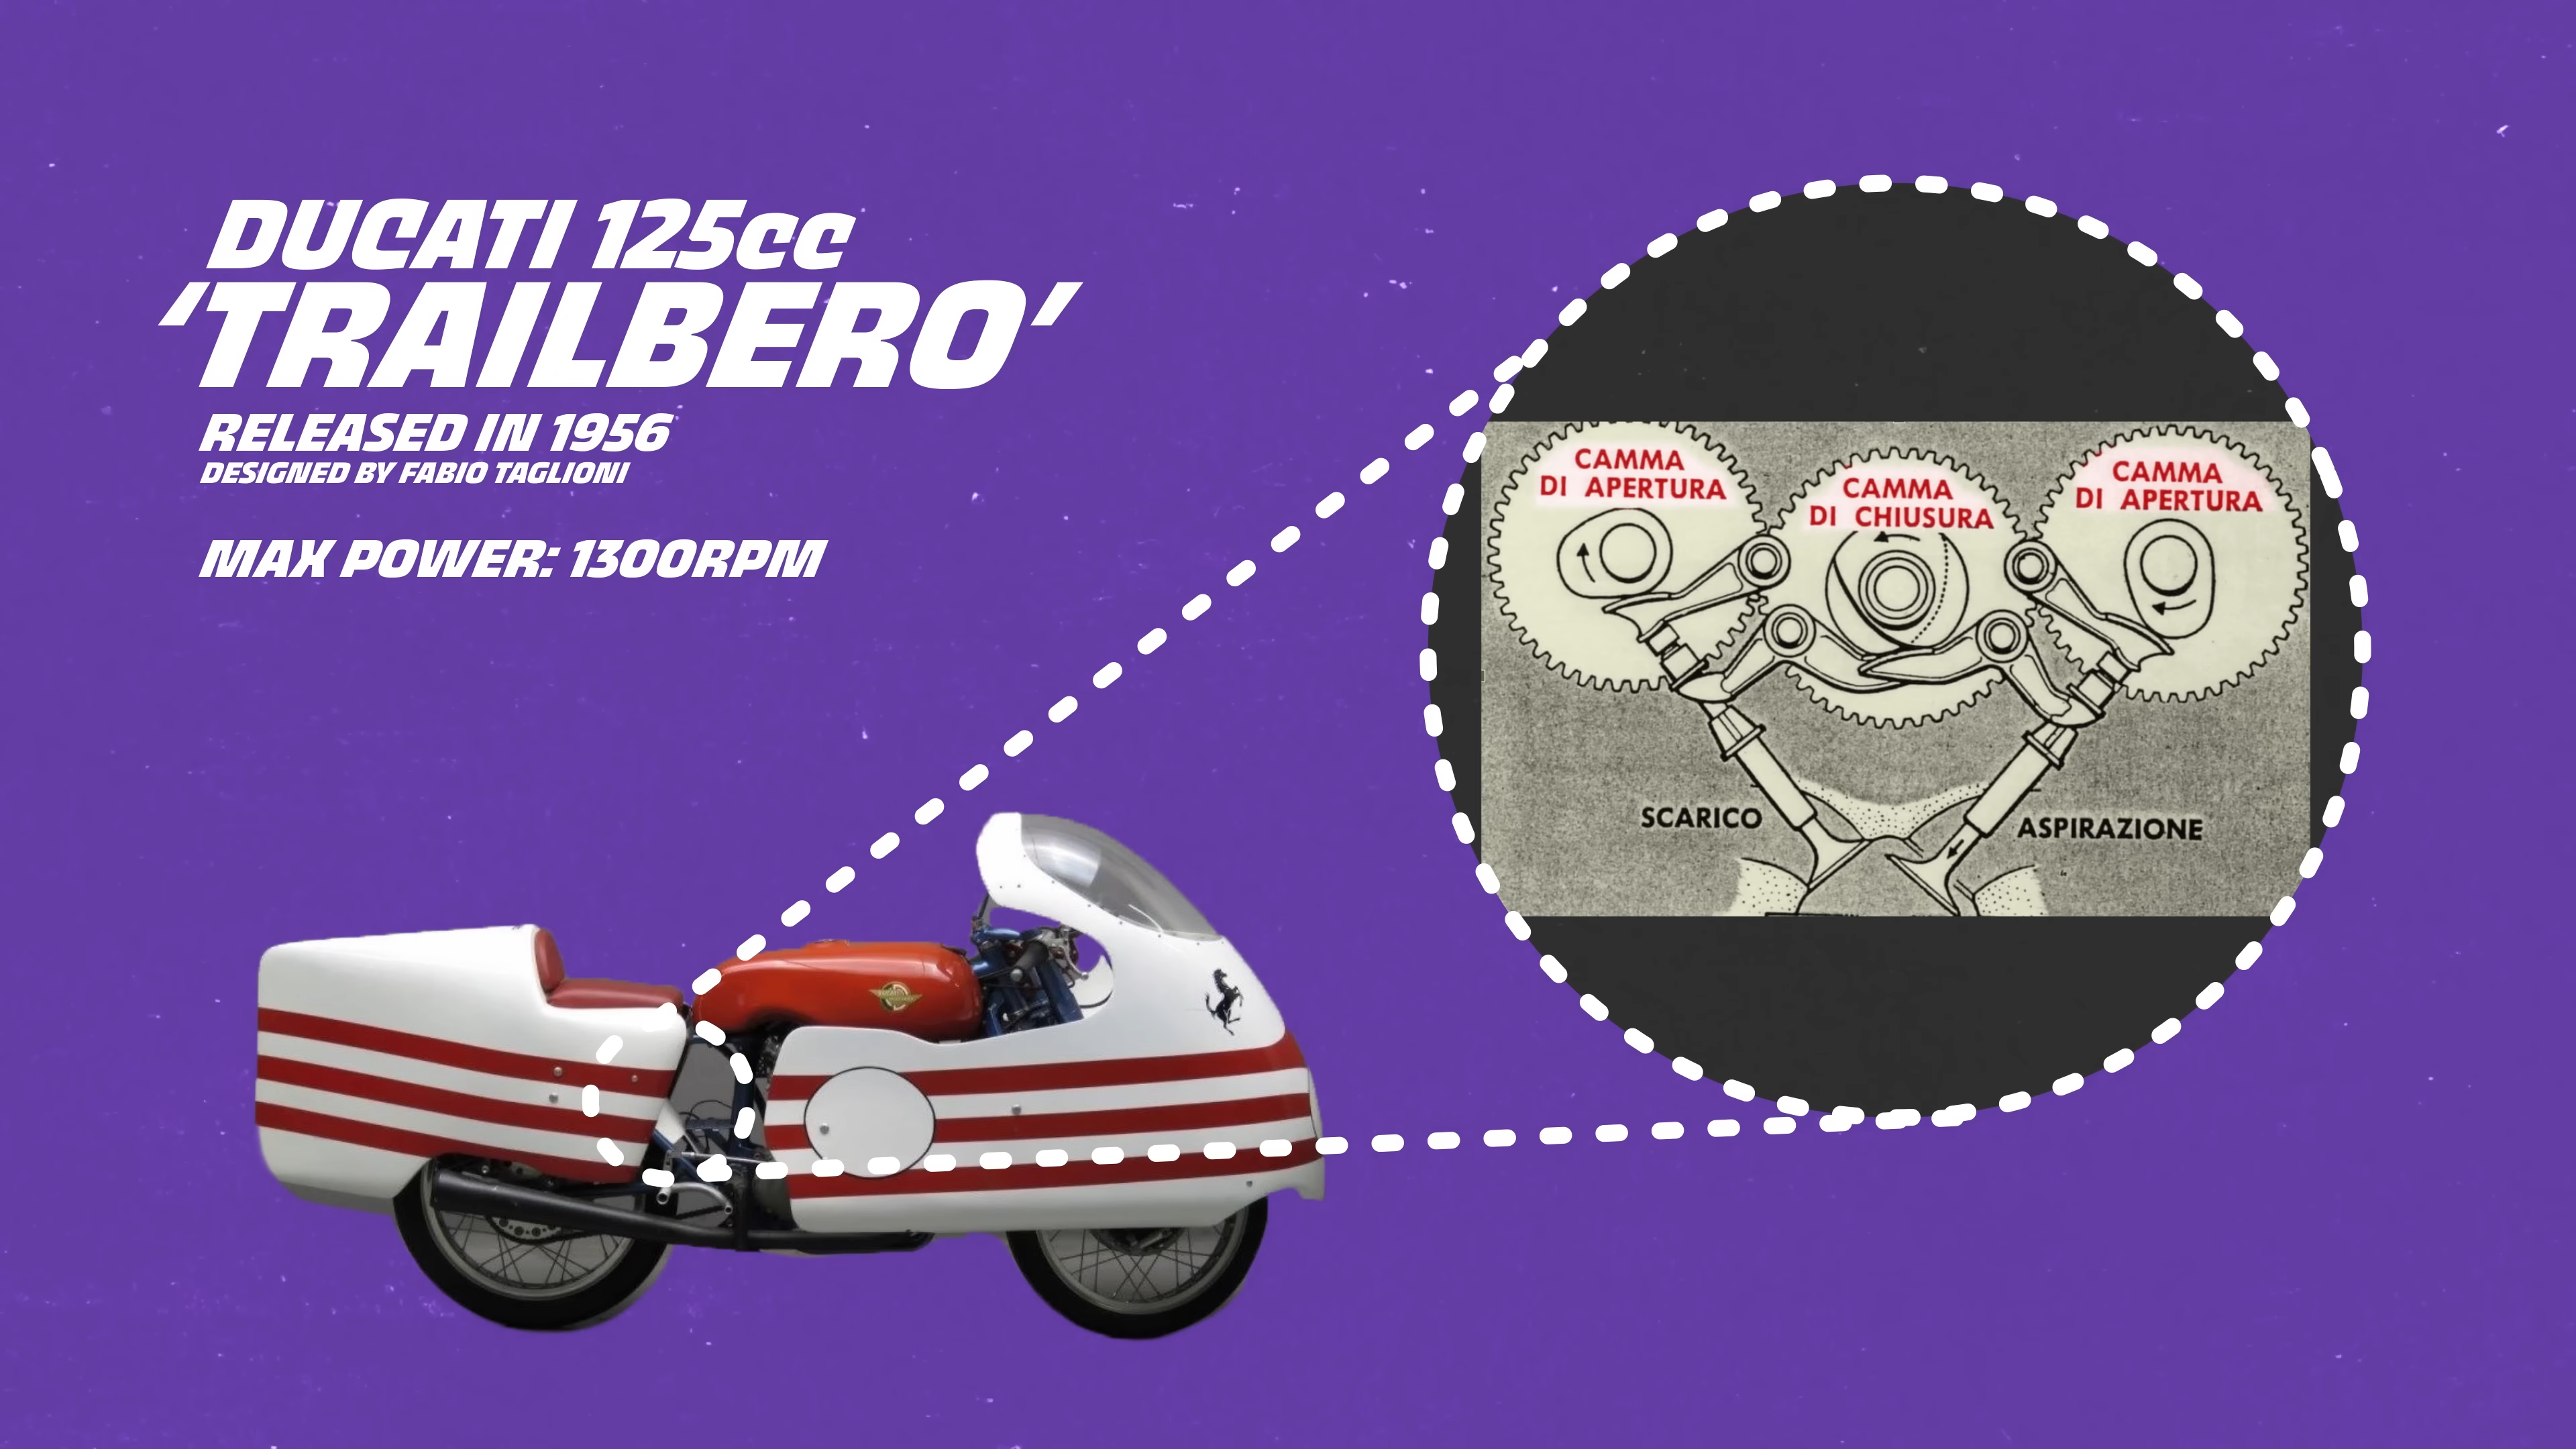 DUCATI 125cc
‘TRAILBERO’
RELEASED IN 1956
DESIGNED BY FABIO TAGLIONI
MAX POWER: 1300RPM
CAMMA
DI APERTURA
CAMMA
DI CHIUSURA
CAMMA
DI APERTURA
SCARICO
ASPIRAZIONE